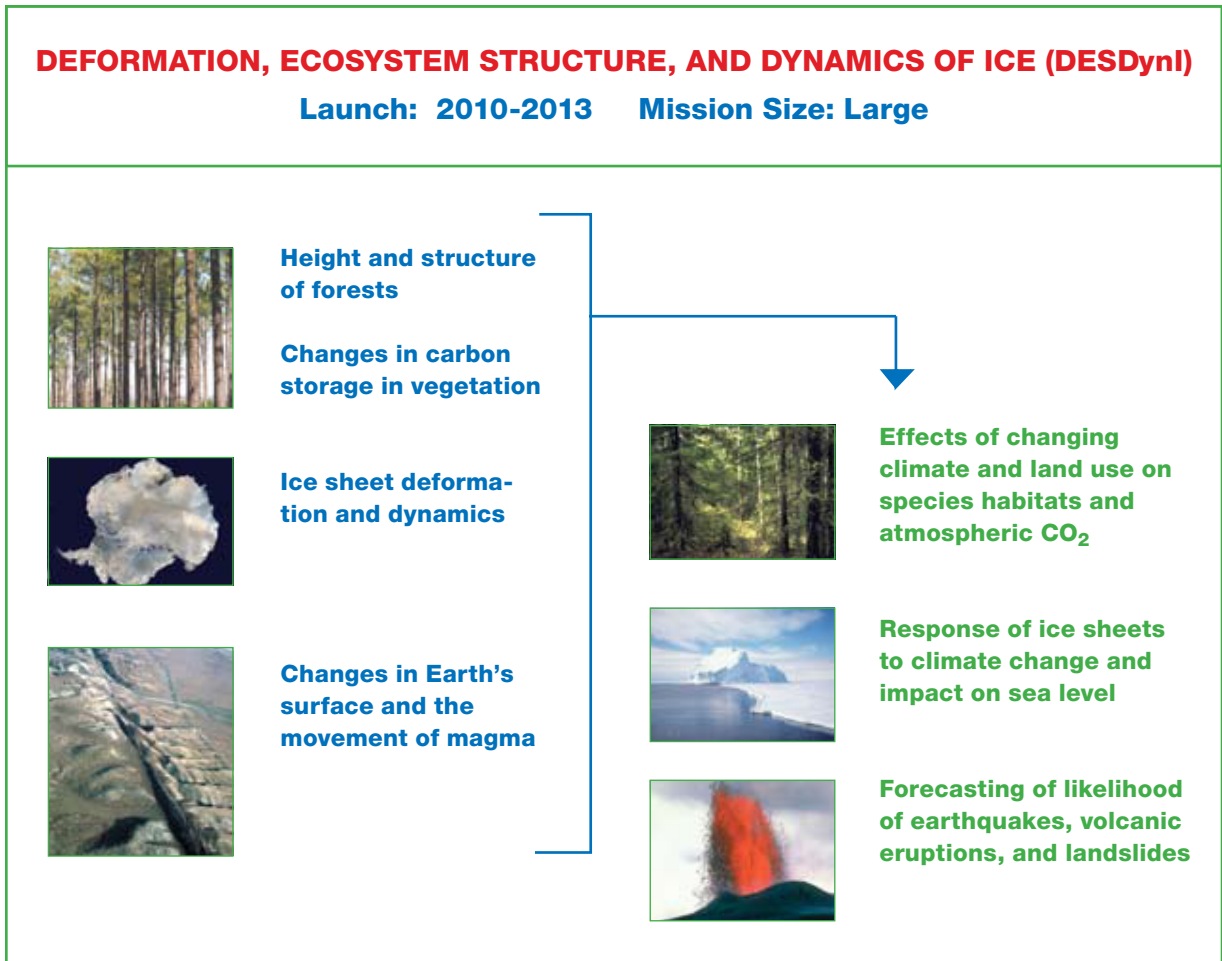 DEFORMATION, ECOSYSTEM STRUCTURE, AND DYNAMICS OF ICE (DESDynI)
Launch: 2010-2013 Mission Size: Large
Height and structure
of forests
Changes in carbon
storage in vegetation
Ice sheet deforma-
tion and dynamics
Changes in Earth’s
surface and the
movement of magma
Effects of changing
climate and land use on
species habitats and
atmospheric CO₂
Response of ice sheets
to climate change and
impact on sea level
Forecasting of likelihood
of earthquakes, volcanic
eruptions, and landslides